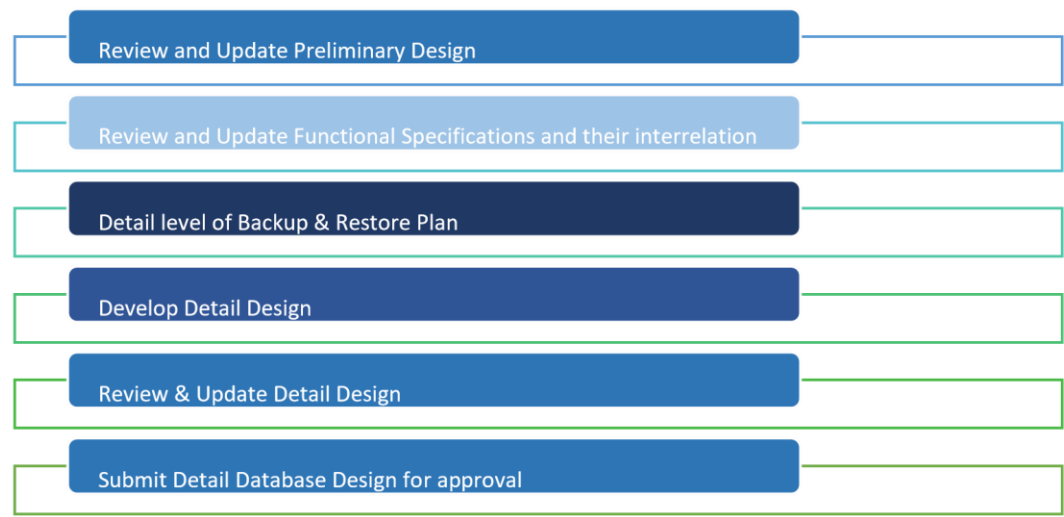 Review and Update Preliminary Design
Review and Update Functional Specifications and their interrelation
Detail level of Backup & Restore Plan
Develop Detail Design
Review & Update Detail Design
Submit Detail Database Design for approval